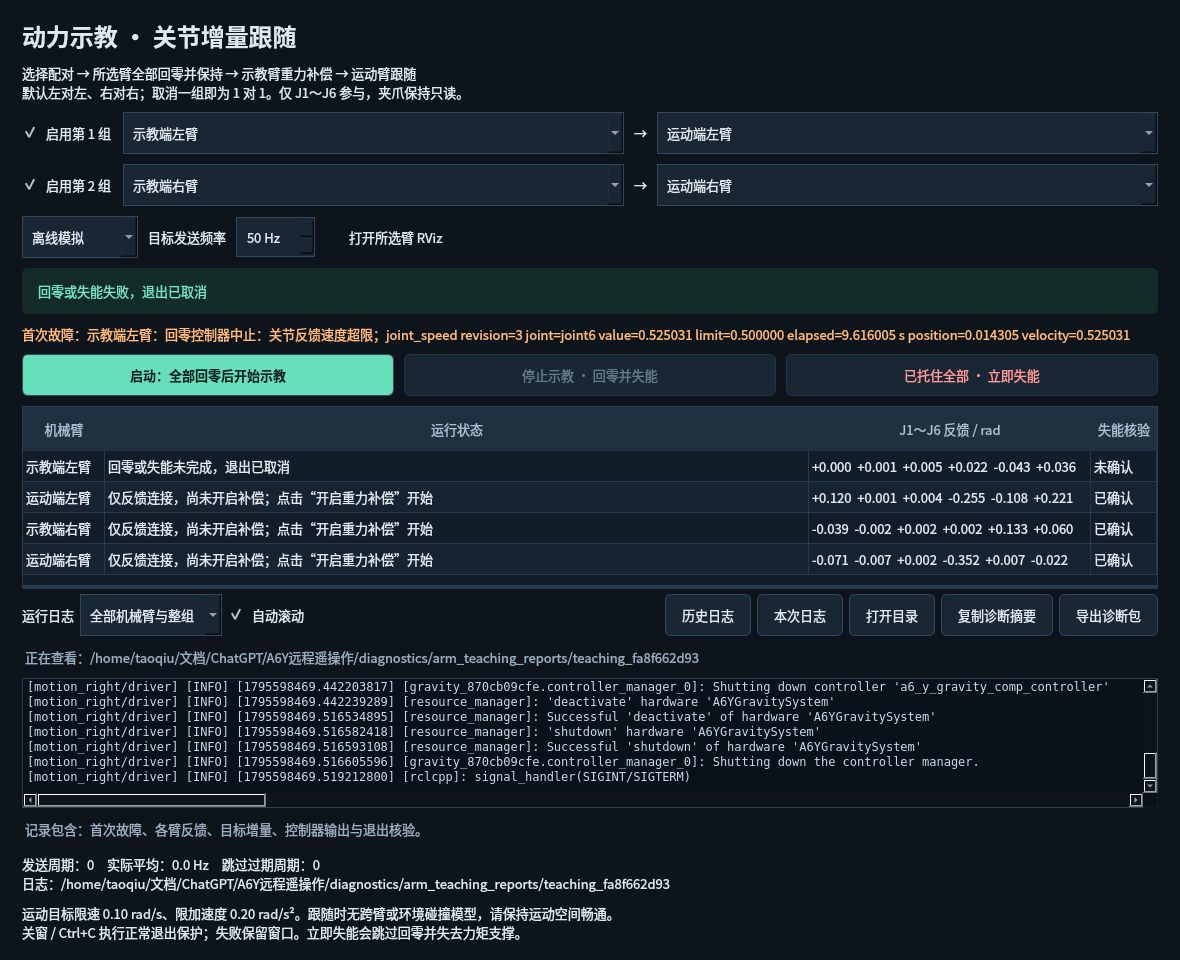 动力示教 · 关节增量跟随
选择配对 → 所选臂全部回零并保持 → 示教臂重力补偿 → 运动臂跟随
默认左对左、右对右；取消一组即为 1 对 1。仅 J1～J6 参与，夹爪保持只读。
✓ 启用第 1 组 示教端左臂 → 运动端左臂
✓ 启用第 2 组 示教端右臂 → 运动端右臂
离线模拟 目标发送频率 50 Hz 打开所选臂 RViz
回零或失能失败，退出已取消
首次故障：示教端左臂：回零控制器中止：关节反馈速度超限；joint_speed revision=3 joint=joint6 value=0.525031 limit=0.500000 elapsed=9.616005 s position=0.014305 velocity=0.525031
启动：全部回零后开始示教 停止示教 · 回零并失能 已托住全部 · 立即失能
机械臂 运行状态 J1～J6 反馈 / rad 失能核验
示教端左臂 回零或失能未完成，退出已取消 +0.000 +0.001 +0.005 +0.022 -0.043 +0.036 未确认
运动端左臂 仅反馈连接，尚未开启补偿；点击“开启重力补偿”开始 +0.120 +0.001 +0.004 -0.255 -0.108 +0.221 已确认
示教端右臂 仅反馈连接，尚未开启补偿；点击“开启重力补偿”开始 -0.039 -0.002 +0.002 +0.002 +0.133 +0.060 已确认
运动端右臂 仅反馈连接，尚未开启补偿；点击“开启重力补偿”开始 -0.071 -0.007 +0.002 -0.352 +0.007 -0.022 已确认
运行日志 全部机械臂与整组 ✓ 自动滚动 历史日志 本次日志 打开目录 复制诊断摘要 导出诊断包
正在查看：/home/taoqiu/文档/ChatGPT/A6Y远程遥操作/diagnostics/arm_teaching_reports/teaching_fa8f662d93
[motion_right/driver] [INFO] [1795598469.442203817] [gravity_870cb09cfe.controller_manager_0]: Shutting down controller 'a6_y_gravity_comp_controller'
[motion_right/driver] [INFO] [1795598469.442239289] [resource_manager]: 'deactivate' hardware 'A6YGravitySystem'
[motion_right/driver] [INFO] [1795598469.516534895] [resource_manager]: Successful 'deactivate' of hardware 'A6YGravitySystem'
[motion_right/driver] [INFO] [1795598469.516582418] [resource_manager]: 'shutdown' hardware 'A6YGravitySystem'
[motion_right/driver] [INFO] [1795598469.516593108] [resource_manager]: Successful 'shutdown' of hardware 'A6YGravitySystem'
[motion_right/driver] [INFO] [1795598469.516605596] [gravity_870cb09cfe.controller_manager_0]: Shutting down the controller manager.
[motion_right/driver] [INFO] [1795598469.519212800] [rclcpp]: signal_handler(SIGINT/SIGTERM)
记录包含：首次故障、各臂反馈、目标增量、控制器输出与退出核验。
发送周期：0 实际平均：0.0 Hz 跳过过期周期：0
日志：/home/taoqiu/文档/ChatGPT/A6Y远程遥操作/diagnostics/arm_teaching_reports/teaching_fa8f662d93
运动目标限速 0.10 rad/s、限加速度 0.20 rad/s²。跟随时无跨臂或环境碰撞模型，请保持运动空间畅通。
关窗 / Ctrl+C 执行正常退出保护；失败保留窗口。立即失能会跳过回零并失去力矩支撑。